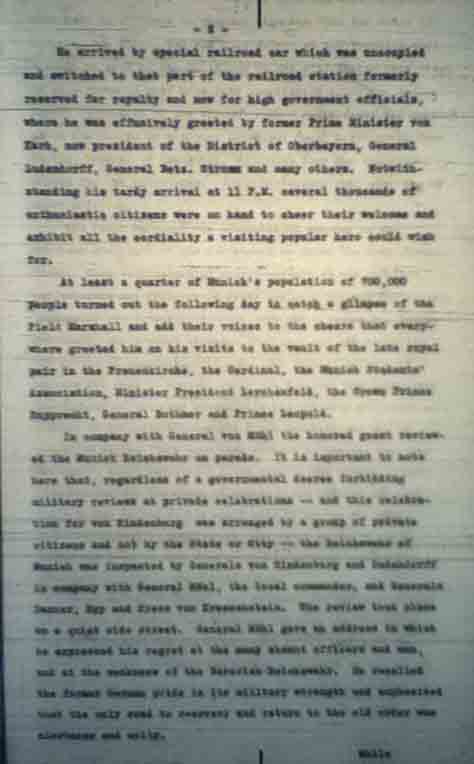 - 2 -
He arrived by special railroad car which was unoccupied
and switched to that part of the railroad station formerly
reserved for royalty and now for high government officials,
where he was effusively greeted by former Prime Minister von
Kahr, now president of the District of Oberbayern, General
Ludendorff, General Detz. Strumm and many others. Notwith-
standing his tardy arrival at 11 P.M. several thousands of
enthusiastic citizens were on hand to cheer their welcome and
exhibit all the cordiality a visiting popular hero could wish
for.
At least a quarter of Munich's population of 700,000
people turned out the following day to catch a glimpse of the
Field Marshall and add their voices to the cheers that every-
where greeted him on his visits to the vault of the late royal
pair in the Frauenkirche, the Cardinal, the Munich Students'
Association, Minister President Lerchenfeld, the Crown Prince
Rupprecht, General Bothmer and Prince Leopold.
In company with General von Möhl the honored guest review-
ed the Munich Reichswehr on parade. It is important to note
here that, regardless of a governmental decree forbidding
military reviews at private celebrations -- and this celebra-
tion for von Hindenburg was arranged by a group of private
citizens and not by the State or City -- the Reichswehr of
Munich was inspected by Generals von Hindenburg and Ludendorff
in company with General Möhl, the local commander, and Generals
Danner, Epp and Kress von Kressenstein. The review took place
on a quiet side street. General Möhl gave an address in which
he expressed his regret at the many absent officers and men,
and at the weakness of the Bavarian Reichswehr. He recalled
the former German pride in its military strength and emphasized
that the only road to recovery and return to the old order was
and unity.
While